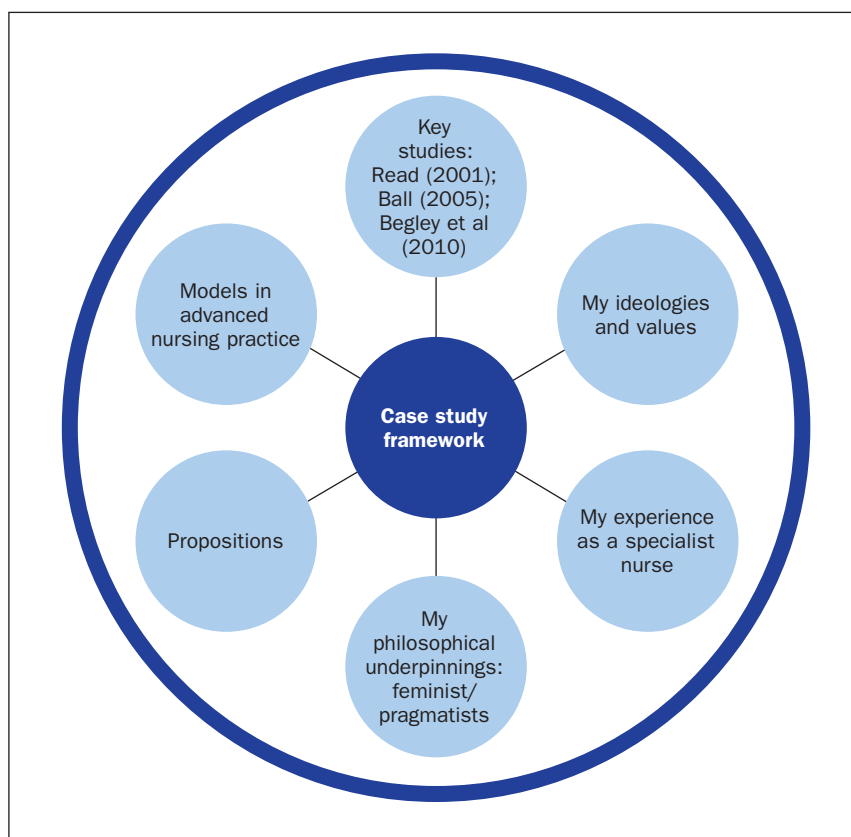 Key
studies:
Read (2001);
Ball (2005);
Begley et al
(2010)
Models in
advanced
nursing practice
My ideologies
and values
Case study
framework
Propositions
My experience
as a specialist
nurse
My
philosophical
underpinnings:
feminist/
pragmatists